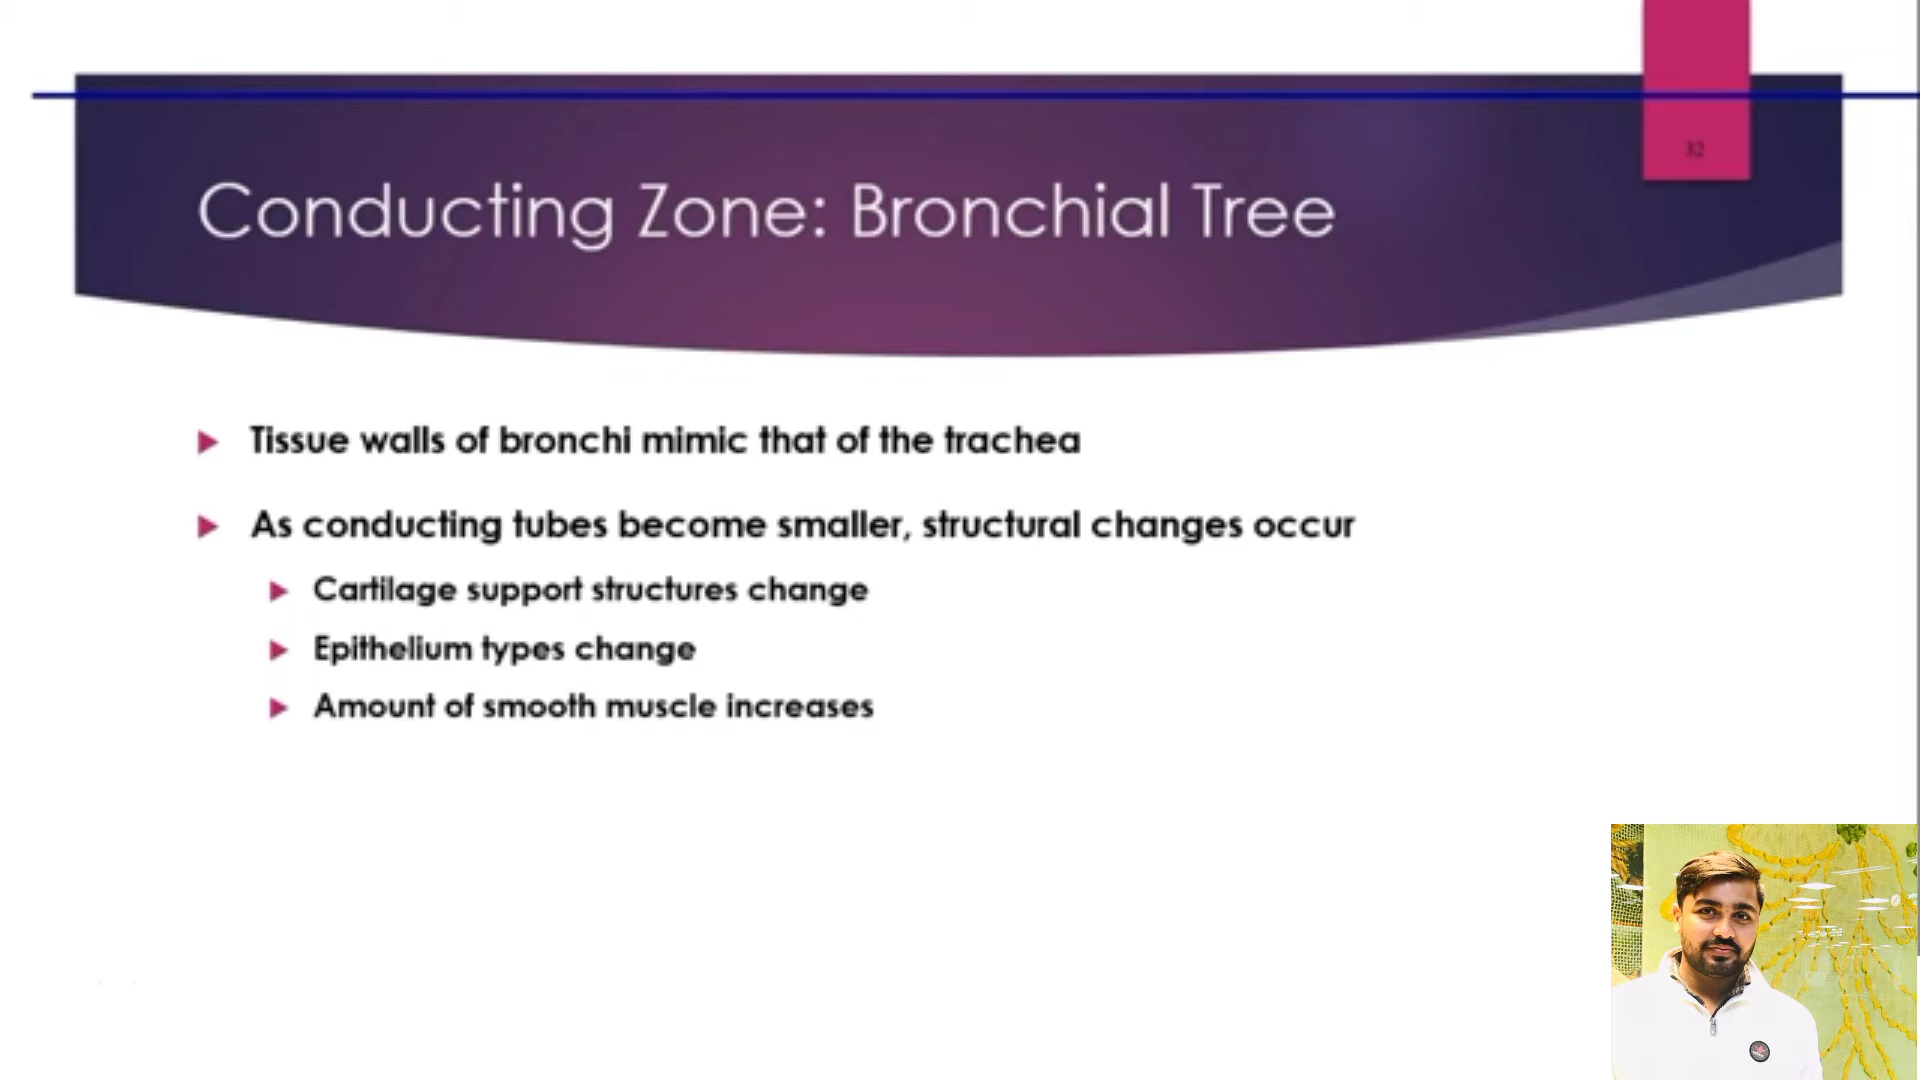 32
Conducting Zone: Bronchial Tree
Tissue walls of bronchi mimic that of the trachea
As conducting tubes become smaller, structural changes occur
Cartilage support structures change
Epithelium types change
Amount of smooth muscle increases